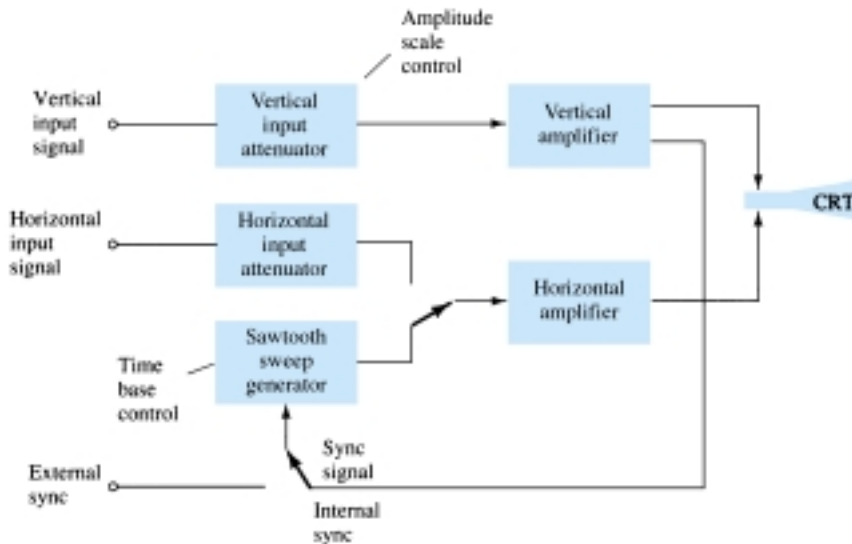 Amplitude
scale
control
Vertical
input
signal
Vertical
input
attenuator
Vertical
amplifier
CRT
Horizontal
input
signal
Horizontal
input
attenuator
Horizontal
amplifier
Time
base
control
Sawtooth
sweep
generator
Sync
signal
External
sync
Internal
sync